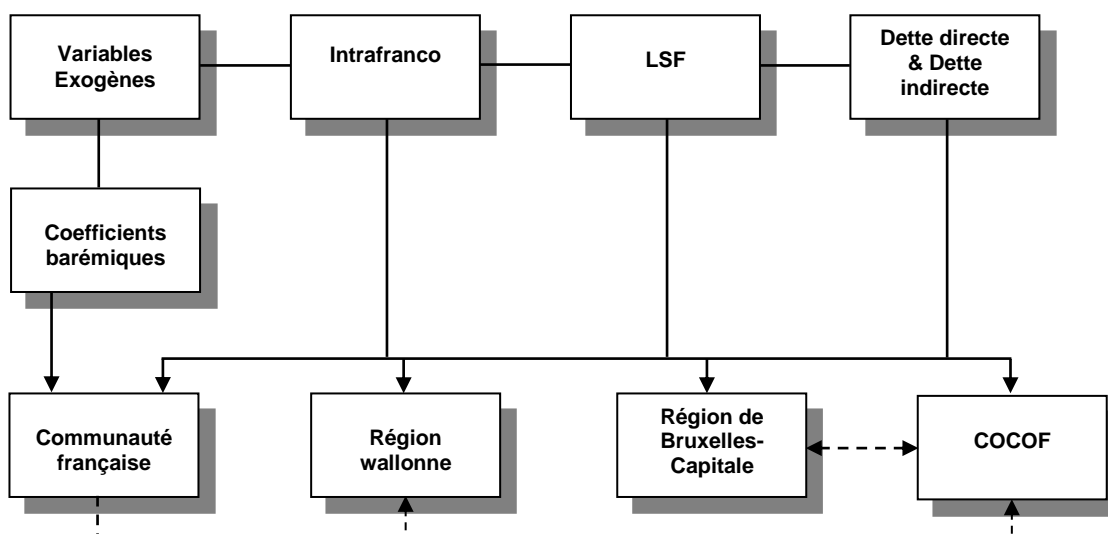 Variables
Exogènes
Intrafranco
LSF
Dette directe
& Dette
indirecte
Coefficients
barémiques
Communauté
française
Région
wallonne
Région de
Bruxelles-
Capitale
COCOF